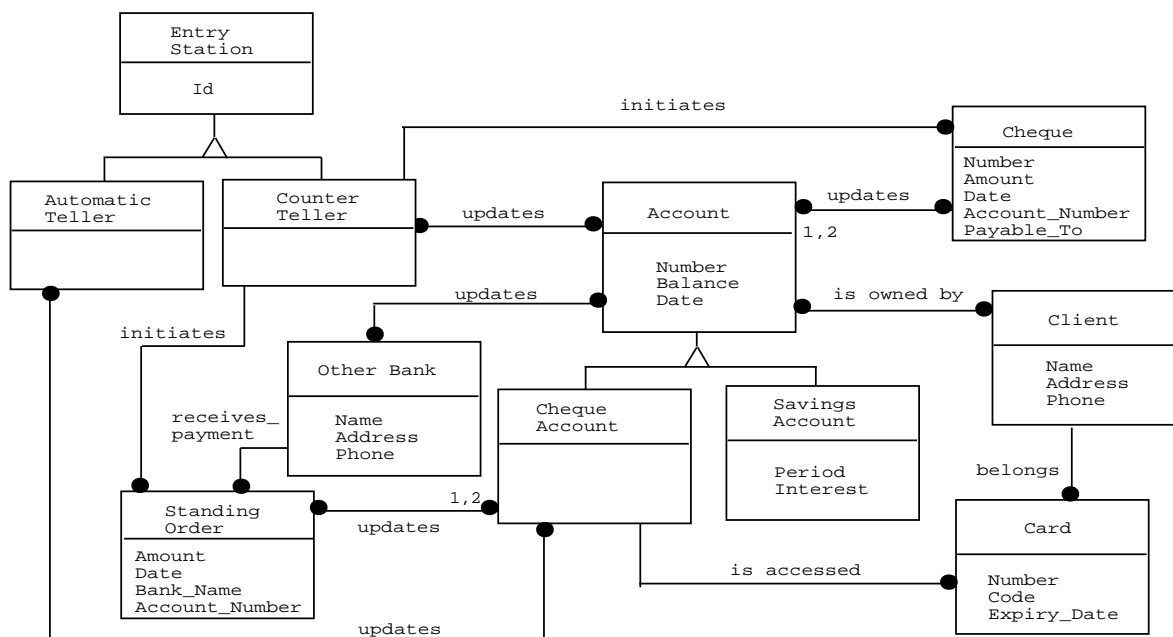 Entry
Station
Id
initiates
Cheque
Number
Amount
Date
Account_Number
Payable_To
Automatic
Teller
Counter
Teller
updates
Account
Number
Balance
Date
updates
1,2
is owned by
Client
Name
Address
Phone
initiates
updates
Other Bank
Name
Address
Phone
receives_
payment
Cheque
Account
Savings
Account
Period
Interest
belongs
Standing
Order
Amount
Date
Bank_Name
Account_Number
1,2
updates
is accessed
Card
Number
Code
Expiry_Date
updates